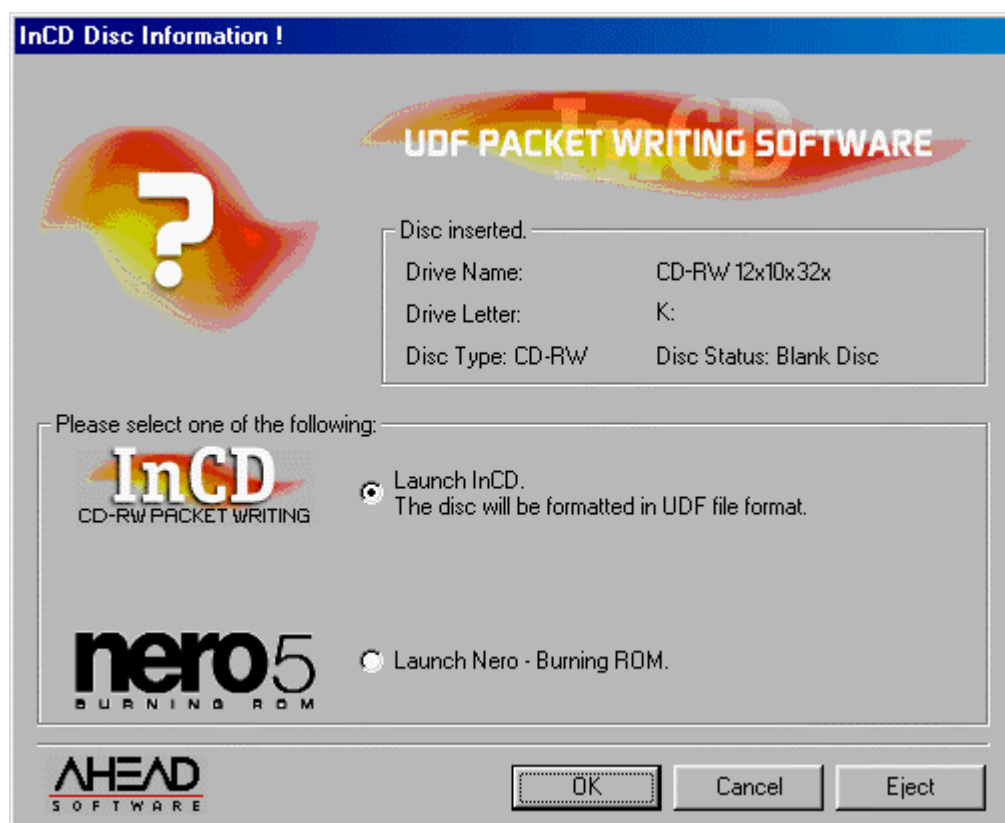 InCD Disc Information !
?
InCD
UDF PACKET WRITING SOFTWARE
Disc inserted.
Drive Name: CD-RW 12x10x32x
Drive Letter: K:
Disc Type: CD-RW Disc Status: Blank Disc
Please select one of the following:
InCD
CD-RW PACKET WRITING
Launch InCD.
The disc will be formatted in UDF file format.
nero5
BURNING ROM
Launch Nero - Burning ROM.
AHEAD
SOFTWARE
OK Cancel Eject